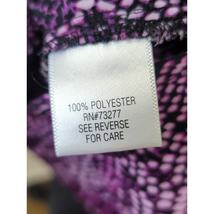 100% POLYESTER
RN#73277
SEE REVERSE
FOR CARE